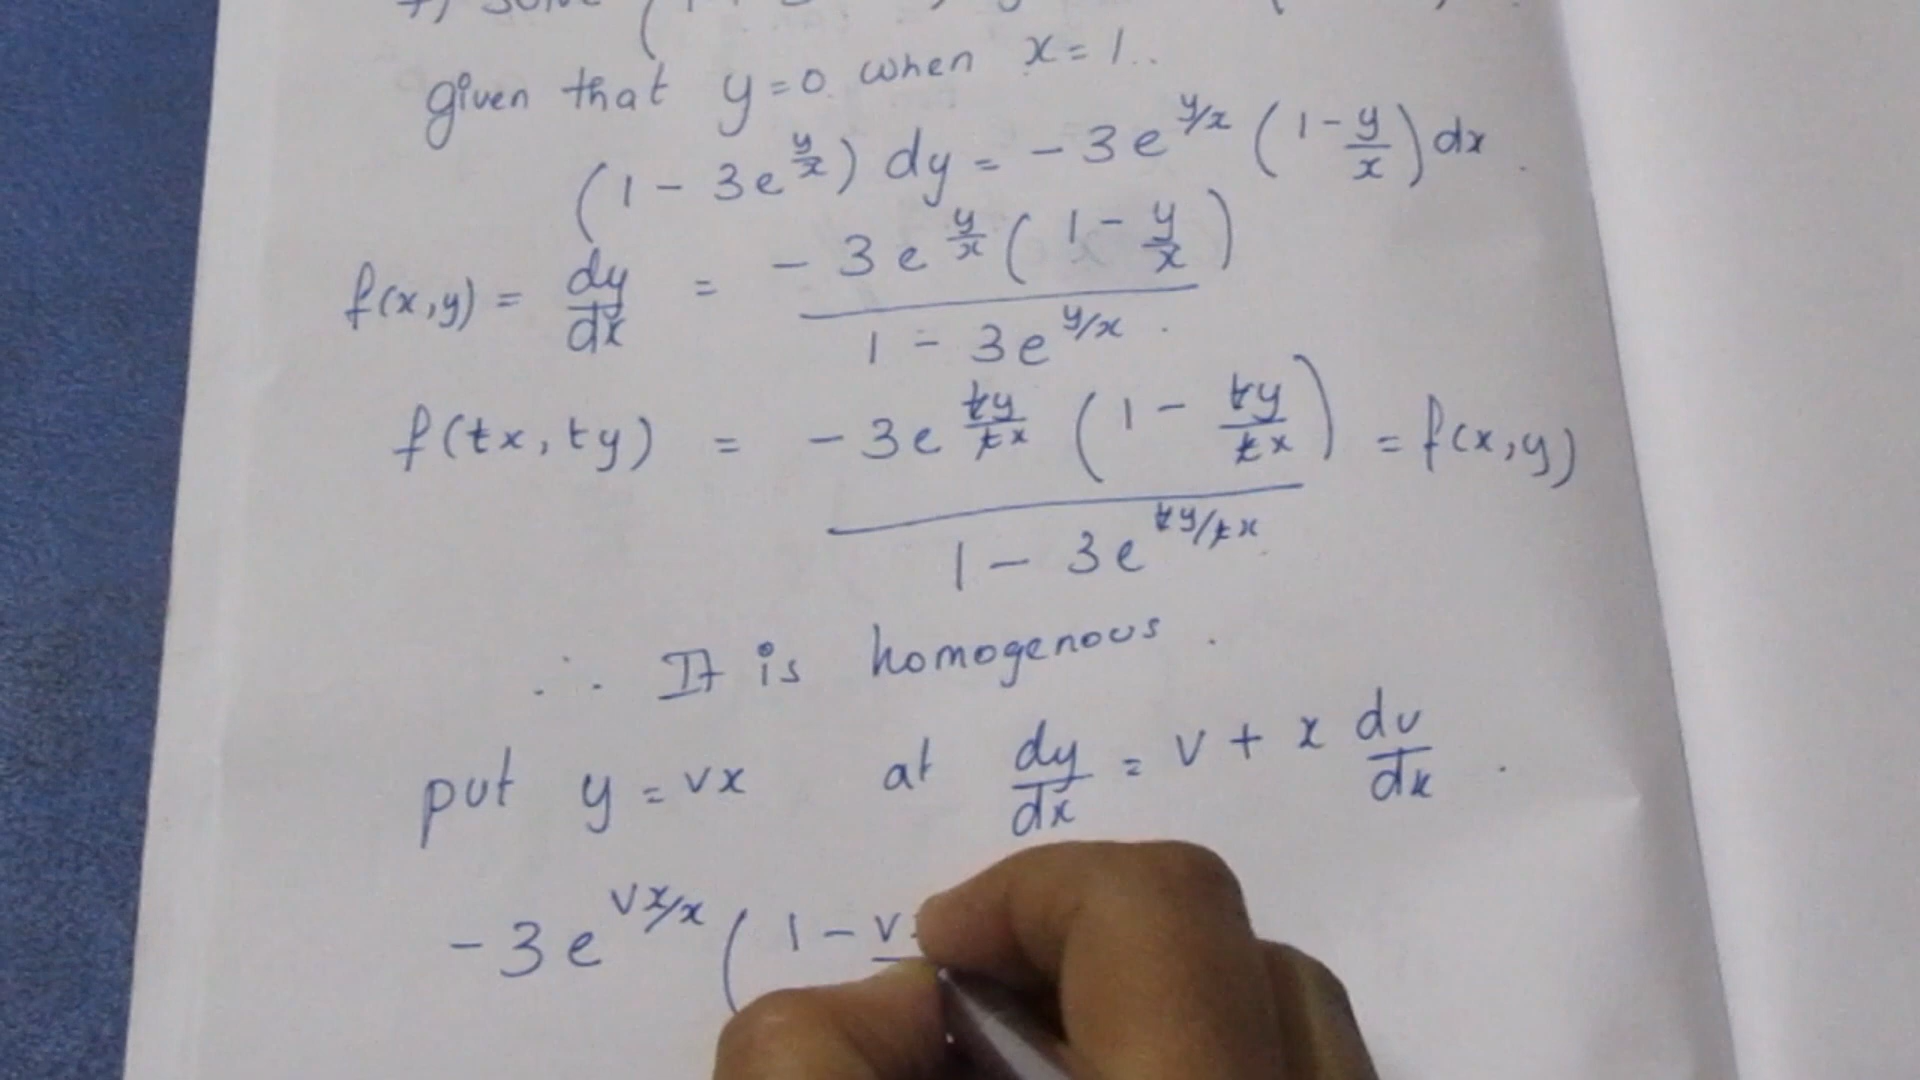 7) Solve
given that y=0 when x=1..
(1 - 3e^{y/x}) dy = -3e^{y/x} (1 - y/x) dx
f(x,y) = dy/dx = -3e^{y/x} (1 - y/x) / 1 - 3e^{y/x}
f(tx, ty) = -3e^{ty/tx} (1 - ty/tx) / 1 - 3e^{ty/tx} = f(x,y)
∴ It is homogenous.
put y = vx at dy/dx = v + x dv/dx.
-3e^{vx/x} (1 - v